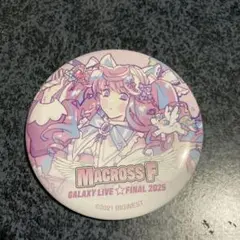 MACROSS F
GALAXY LIVE ☆ FINAL 2025